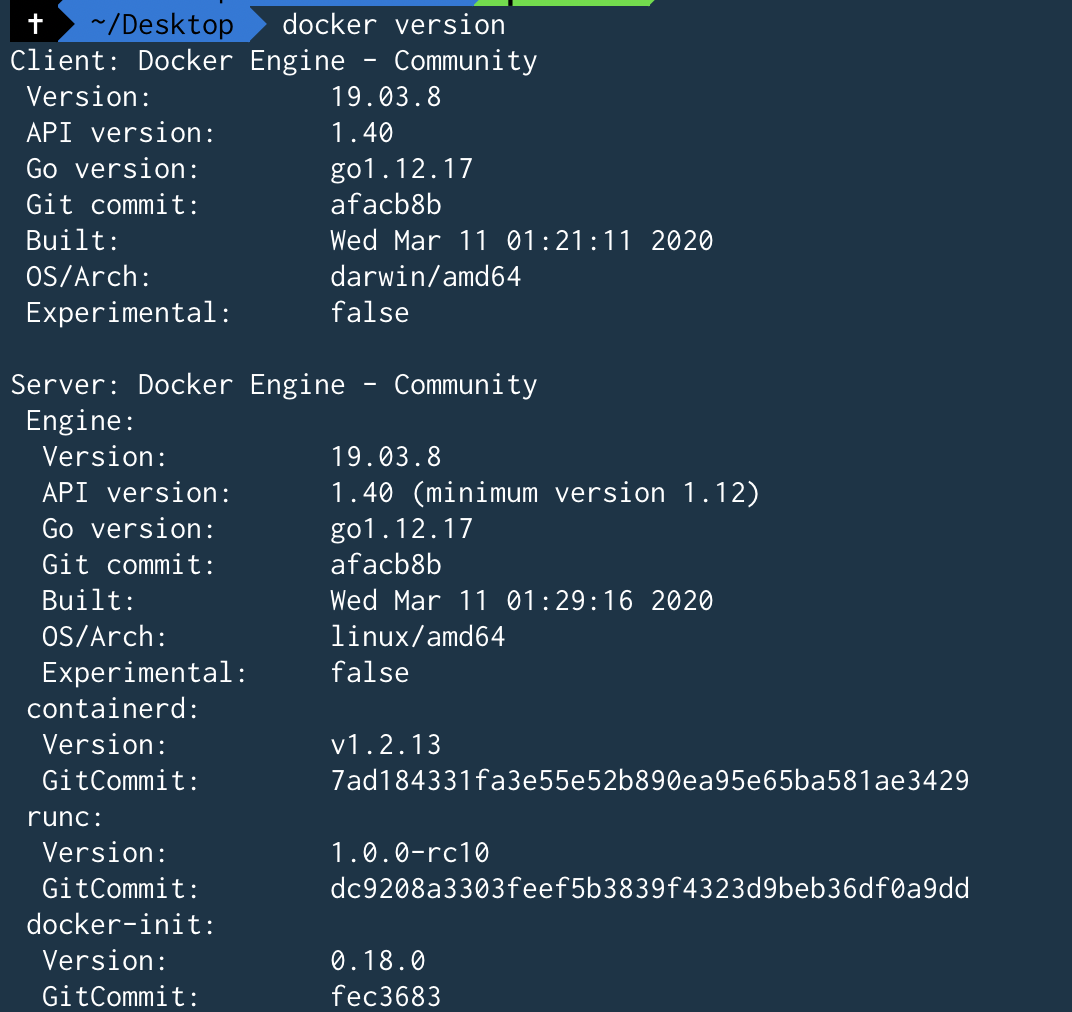 ✝ ~/Desktop docker version
Client: Docker Engine - Community
 Version:           19.03.8
 API version:       1.40
 Go version:        go1.12.17
 Git commit:        afacb8b
 Built:             Wed Mar 11 01:21:11 2020
 OS/Arch:           darwin/amd64
 Experimental:      false

Server: Docker Engine - Community
 Engine:
  Version:          19.03.8
  API version:      1.40 (minimum version 1.12)
  Go version:       go1.12.17
  Git commit:       afacb8b
  Built:            Wed Mar 11 01:29:16 2020
  OS/Arch:          linux/amd64
  Experimental:     false
 containerd:
  Version:          v1.2.13
  GitCommit:        7ad184331fa3e55e52b890ea95e65ba581ae3429
 runc:
  Version:          1.0.0-rc10
  GitCommit:        dc9208a3303feef5b3839f4323d9beb36df0a9dd
 docker-init:
  Version:          0.18.0
  GitCommit:        fec3683